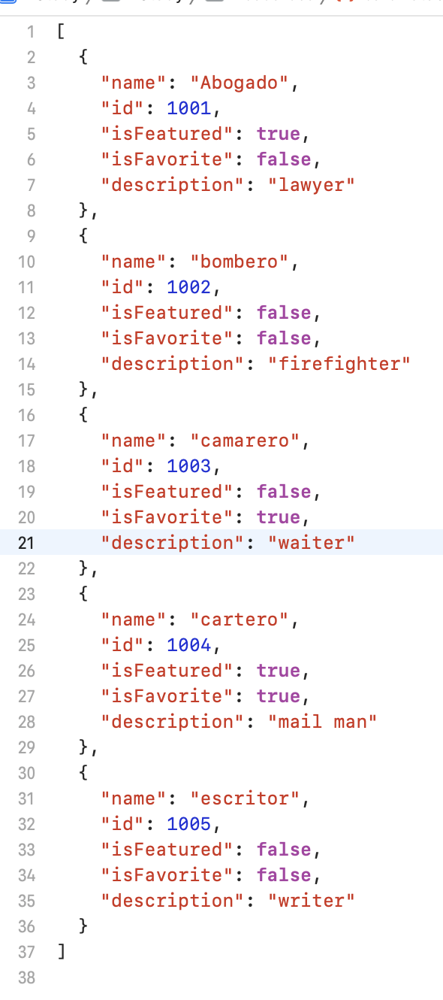 1 [
2 {
3 "name": "Abogado",
4 "id": 1001,
5 "isFeatured": true,
6 "isFavorite": false,
7 "description": "lawyer"
8 },
9 {
10 "name": "bombero",
11 "id": 1002,
12 "isFeatured": false,
13 "isFavorite": false,
14 "description": "firefighter"
15 },
16 {
17 "name": "camarero",
18 "id": 1003,
19 "isFeatured": false,
20 "isFavorite": true,
21 "description": "waiter"
22 },
23 {
24 "name": "cartero",
25 "id": 1004,
26 "isFeatured": true,
27 "isFavorite": true,
28 "description": "mail man"
29 },
30 {
31 "name": "escritor",
32 "id": 1005,
33 "isFeatured": false,
34 "isFavorite": false,
35 "description": "writer"
36 }
37 ]
38